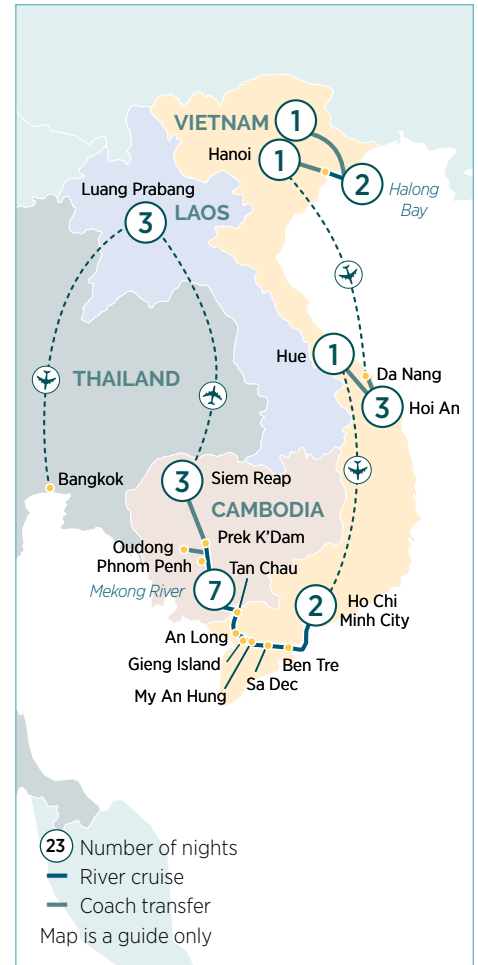 VIETNAM
1
Hanoi
1
2
Halong
Bay
Luang Prabang
3
LAOS
Hue
1
Da Nang
3
Hoi An
THAILAND
Bangkok
3
Siem Reap
CAMBODIA
Prek K'Dam
Oudong
Phnom Penh
Tan Chau
Mekong River
7
2
Ho Chi
Minh City
An Long
Gieng Island
Ben Tre
Sa Dec
My An Hung
23 Number of nights
River cruise
Coach transfer
Map is a guide only